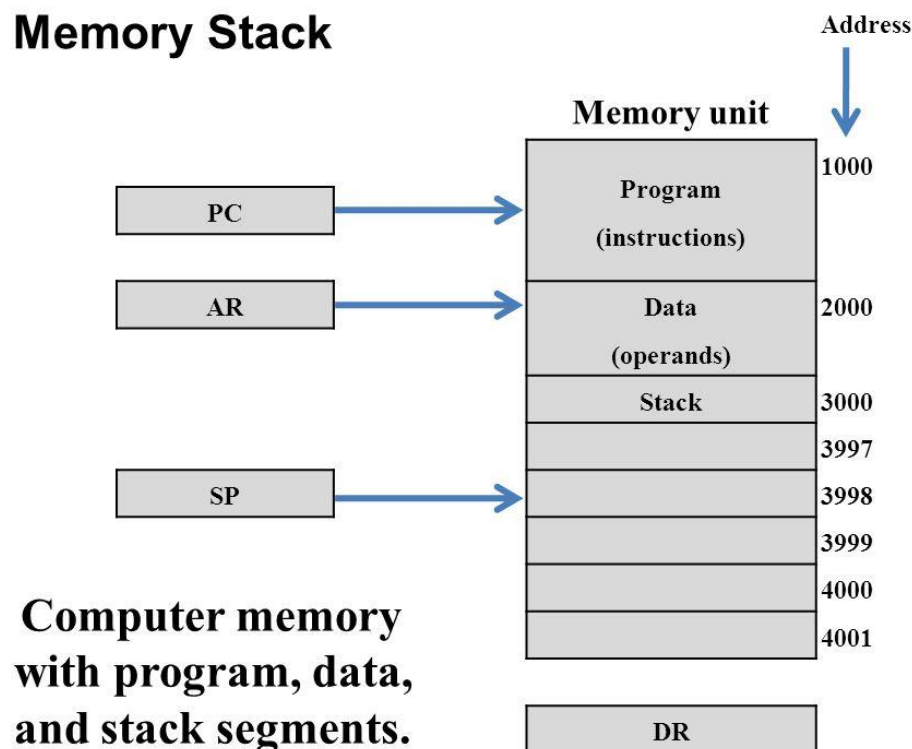 Memory Stack
Address
Memory unit
1000
PC
Program
(instructions)
AR
Data
(operands)
2000
Stack
3000
3997
SP
3998
3999
4000
4001
Computer memory
with program, data,
and stack segments.
DR